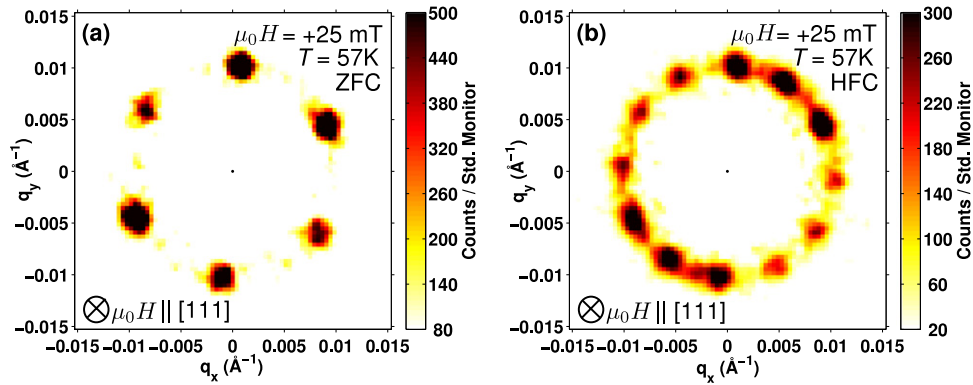 (a)
μ₀H = +25 mT
T = 57K
ZFC
0.015
0.01
0.005
0
−0.005
−0.01
−0.015
q_y (Å⁻¹)
−0.015 −0.01 −0.005 0 0.005 0.01 0.015
q_x (Å⁻¹)
⊗ μ₀H || [111]
500
440
380
320
260
200
140
80
Counts / Std. Monitor
(b)
μ₀H = +25 mT
T = 57K
HFC
0.015
0.01
0.005
0
−0.005
−0.01
−0.015
q_y (Å⁻¹)
−0.015 −0.01 −0.005 0 0.005 0.01 0.015
q_x (Å⁻¹)
⊗ μ₀H || [111]
300
260
220
180
140
100
60
20
Counts / Std. Monitor